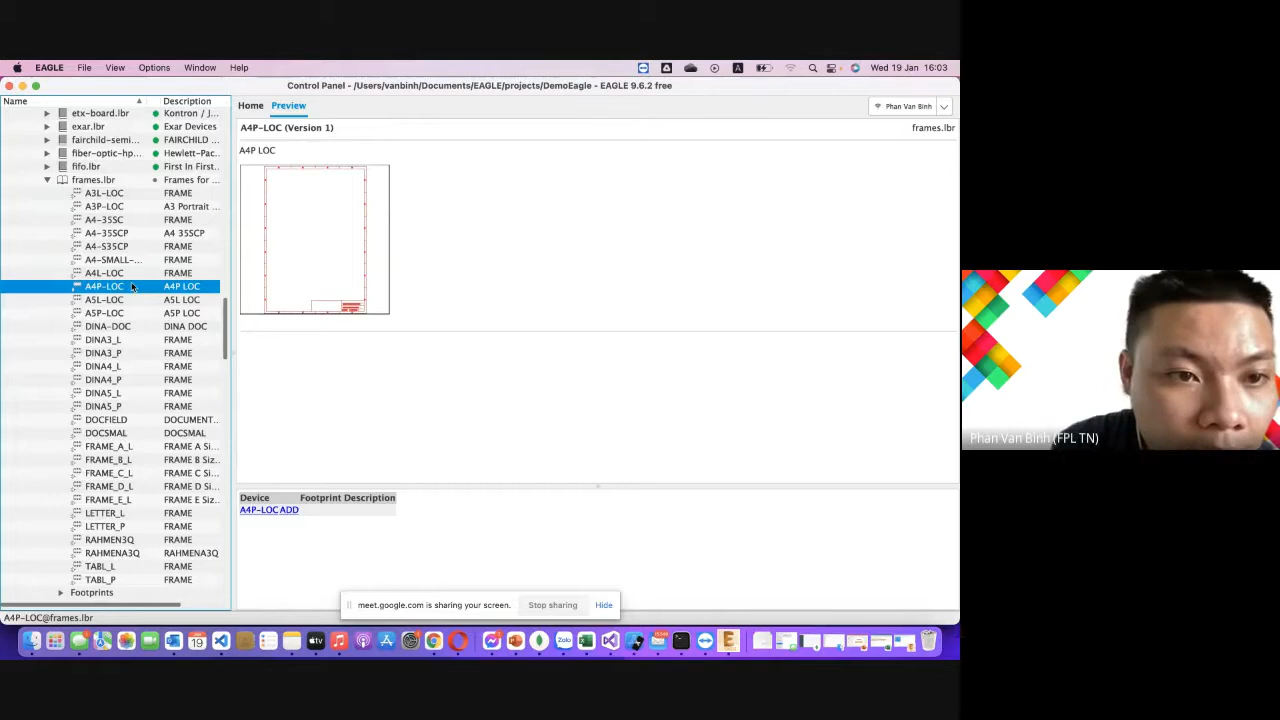 EAGLE File View Options Window Help
Wed 19 Jan 16:03
Control Panel - /Users/vanbinh/Documents/EAGLE/projects/DemoEagle - EAGLE 9.6.2 free
Name Description
etx-board.lbr Kontron / J...
exar.lbr Exar Devices
fairchild-semi... FAIRCHILD ...
fiber-optic-hp... Hewlett-Pac...
fifo.lbr First In First...
frames.lbr Frames for ...
A3L-LOC FRAME
A3P-LOC A3 Portrait ...
A4-35SC FRAME
A4-35SCP A4 35SCP
A4-S35CP FRAME
A4-SMALL-... FRAME
A4L-LOC FRAME
A4P-LOC A4P LOC
A5L-LOC A5L LOC
A5P-LOC A5P LOC
DINA-DOC DINA DOC
DINA3_L FRAME
DINA3_P FRAME
DINA4_L FRAME
DINA4_P FRAME
DINA5_L FRAME
DINA5_P FRAME
DOCFIELD DOCUMENT...
DOCSMAL DOCSMAL
FRAME_A_L FRAME A Si...
FRAME_B_L FRAME B Siz...
FRAME_C_L FRAME C Si...
FRAME_D_L FRAME D Si...
FRAME_E_L FRAME E Siz...
LETTER_L FRAME
LETTER_P FRAME
RAHMEN3Q FRAME
RAHMENA3Q RAHMENA3Q
TABL_L FRAME
TABL_P FRAME
Footprints
A4P-LOC@frames.lbr
Home Preview
Phan Van Binh
A4P-LOC (Version 1) frames.lbr
A4P LOC
Device Footprint Description
A4P-LOC ADD
meet.google.com is sharing your screen. Stop sharing Hide
Phan Van Binh (FPL TN)